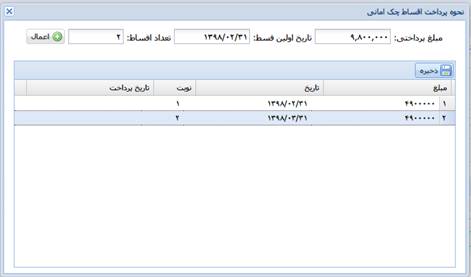 نحوه پرداخت اقساط چک امانی
مبلغ پرداختی: ۹,۸۰۰,۰۰۰ تاریخ اولین قسط: ۱۳۹۸/۰۲/۳۱ تعداد اقساط: ۲ اعمال
ذخیره
مبلغ تاریخ نوبت تاریخ پرداخت
۱ ۴۹۰۰۰۰۰ ۱۳۹۸/۰۲/۳۱ ۱
۲ ۴۹۰۰۰۰۰ ۱۳۹۸/۰۳/۳۱ ۲